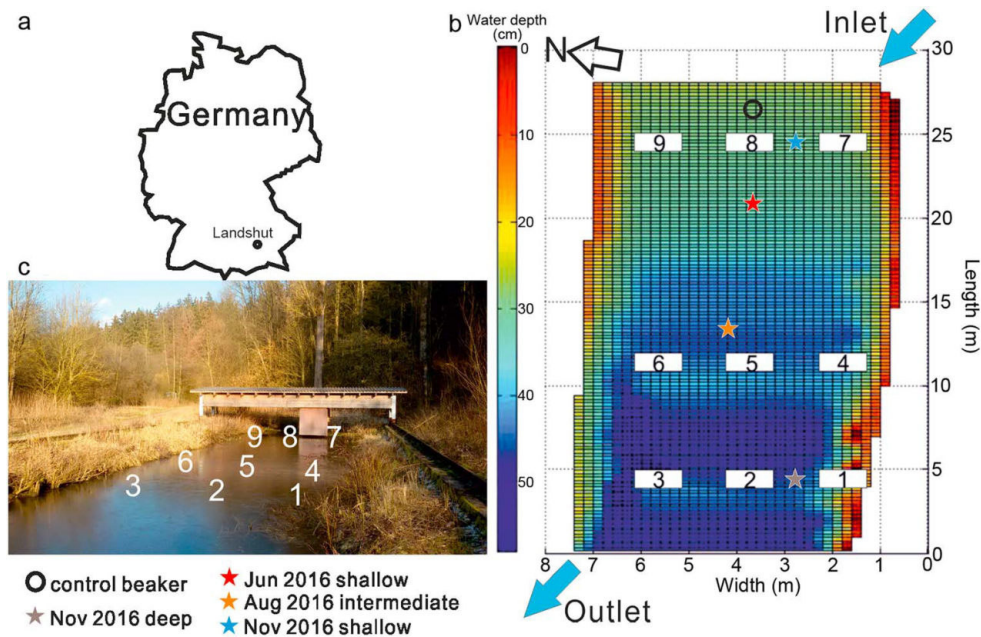 a
Germany
Landshut
c
9 8 7
6 5 4
3 2 1
b
Water depth
(cm)
0
10
20
30
40
50
N
Inlet
30
25
20
15
10
5
0
Length (m)
9 8 7
6 5 4
3 2 1
8 7 6 5 4 3 2 1 0
Width (m)
Outlet
control beaker
Nov 2016 deep
Jun 2016 shallow
Aug 2016 intermediate
Nov 2016 shallow